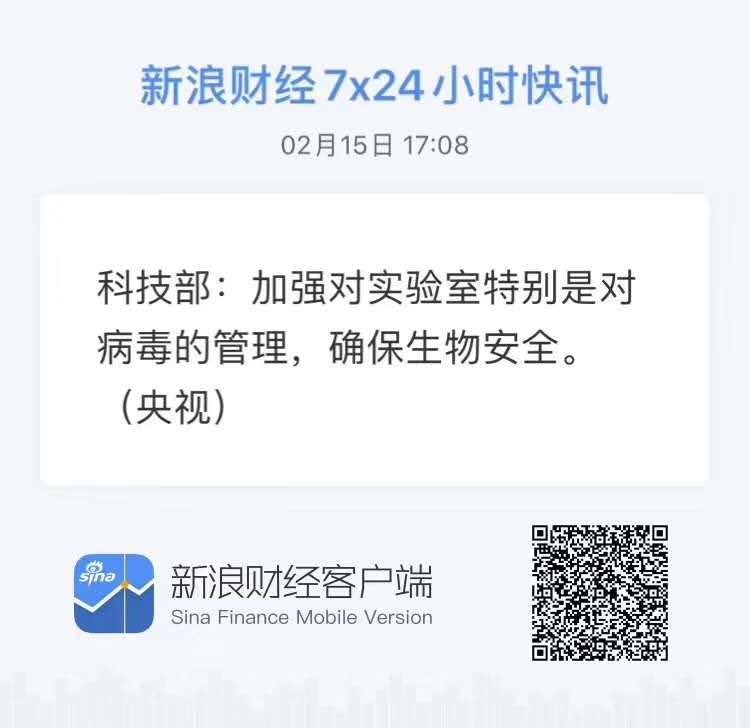 新浪财经7x24小时快讯
02月15日 17:08
科技部：加强对实验室特别是对
病毒的管理，确保生物安全。
（央视）
sina
新浪财经客户端
Sina Finance Mobile Version